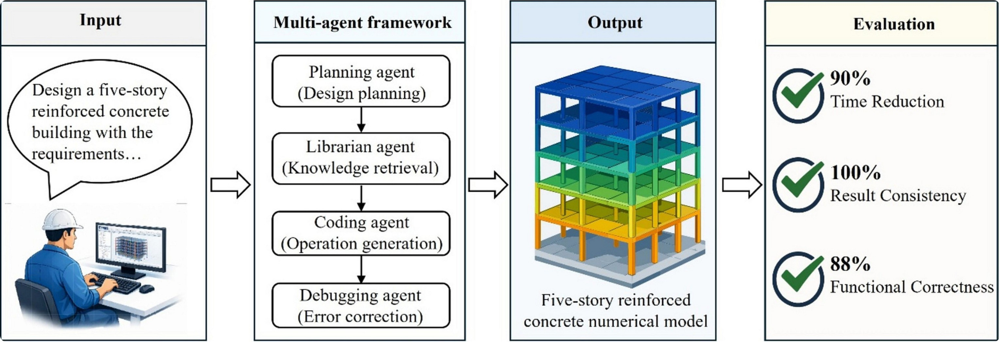 Input
Design a five-story
reinforced concrete
building with the
requirements…
Multi-agent framework
Planning agent
(Design planning)
Librarian agent
(Knowledge retrieval)
Coding agent
(Operation generation)
Debugging agent
(Error correction)
Output
Five-story reinforced
concrete numerical model
Evaluation
90%
Time Reduction
100%
Result Consistency
88%
Functional Correctness